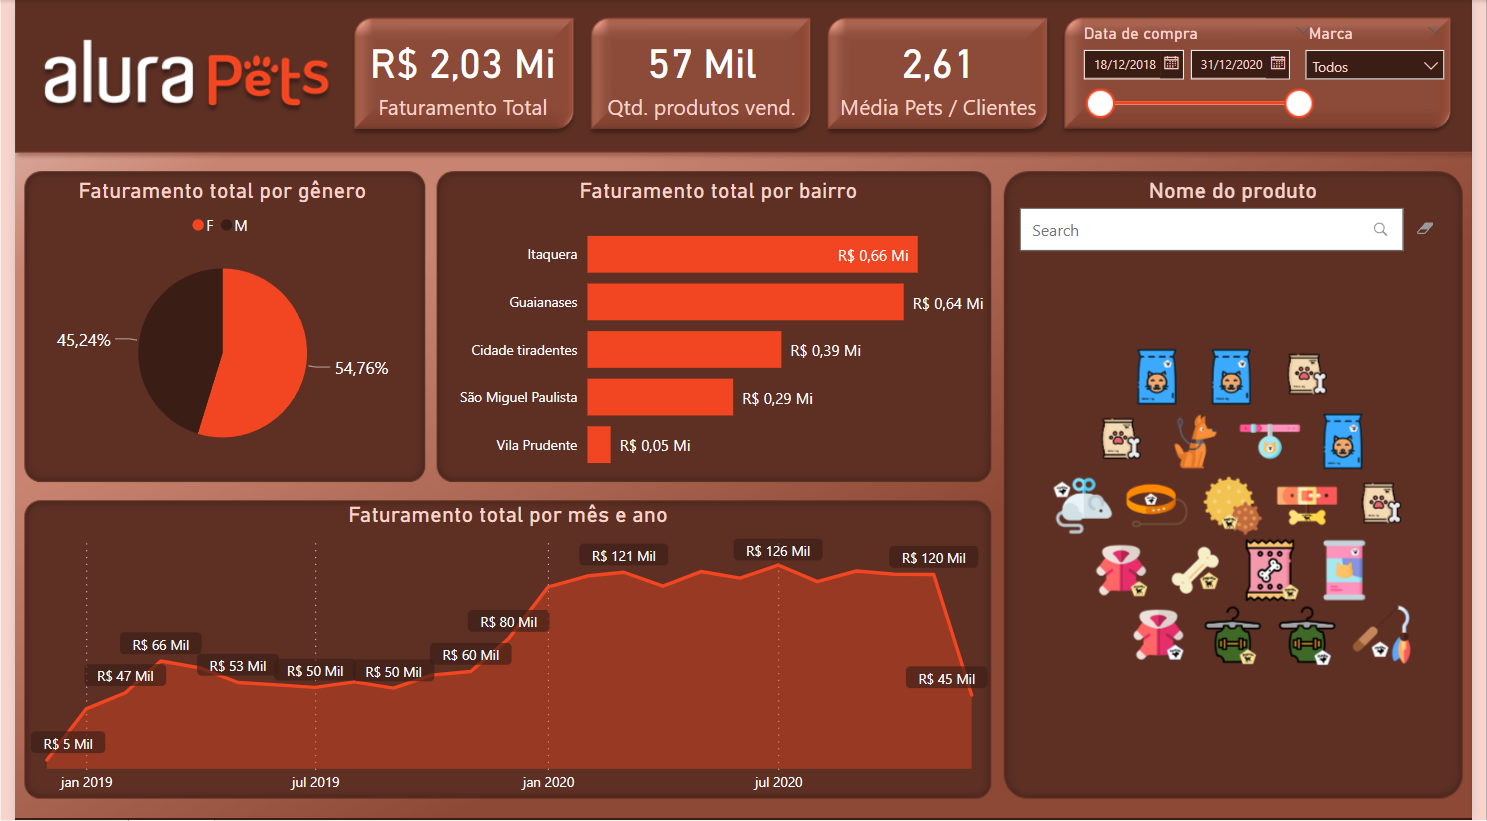 alura Pets
R$ 2,03 Mi
Faturamento Total
57 Mil
Qtd. produtos vend.
2,61
Média Pets / Clientes
Data de compra
18/12/2018
31/12/2020
Marca
Todos
Faturamento total por gênero
F M
45,24%
54,76%
Faturamento total por bairro
Itaquera R$ 0,66 Mi
Guaianases R$ 0,64 Mi
Cidade tiradentes R$ 0,39 Mi
São Miguel Paulista R$ 0,29 Mi
Vila Prudente R$ 0,05 Mi
Nome do produto
Search
Faturamento total por mês e ano
R$ 5 Mil
R$ 47 Mil
R$ 66 Mil
R$ 53 Mil
R$ 50 Mil
R$ 50 Mil
R$ 60 Mil
R$ 80 Mil
R$ 121 Mil
R$ 126 Mil
R$ 120 Mil
R$ 45 Mil
jan 2019
jul 2019
jan 2020
jul 2020